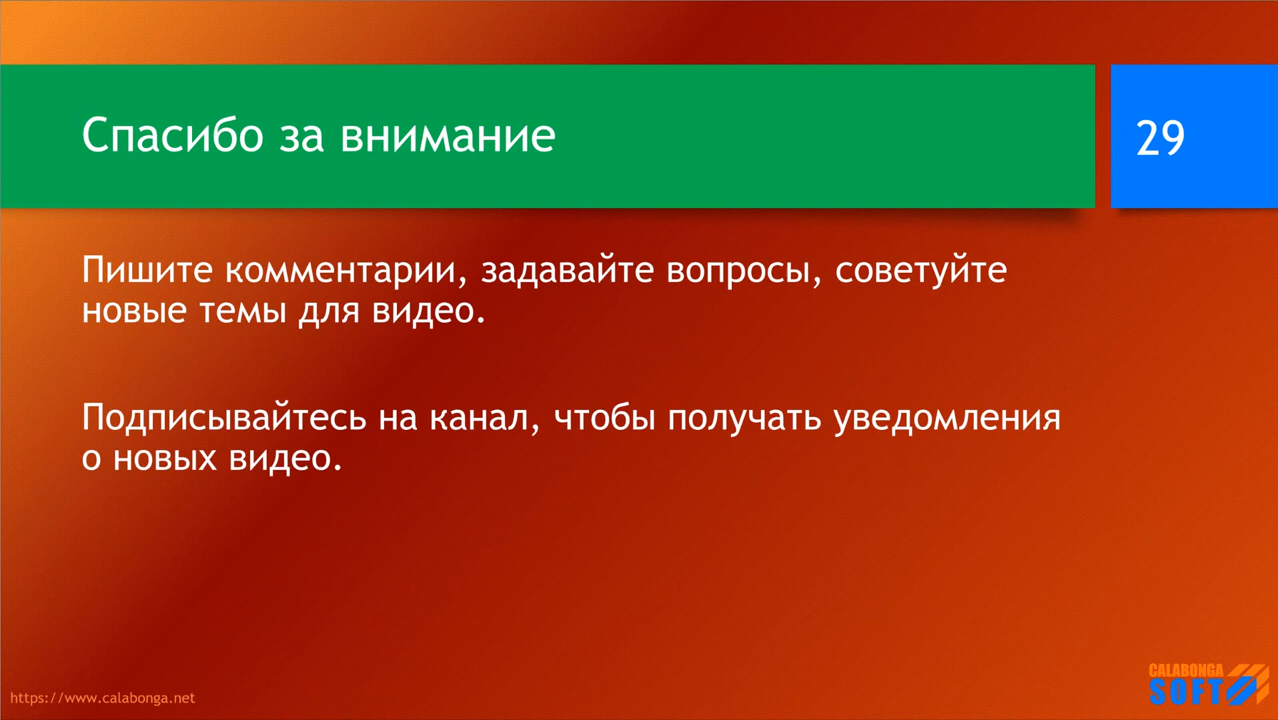 Спасибо за внимание
29
Пишите комментарии, задавайте вопросы, советуйте
новые темы для видео.
Подписывайтесь на канал, чтобы получать уведомления
о новых видео.
https://www.calabonga.net
CALABONGA
SOFT